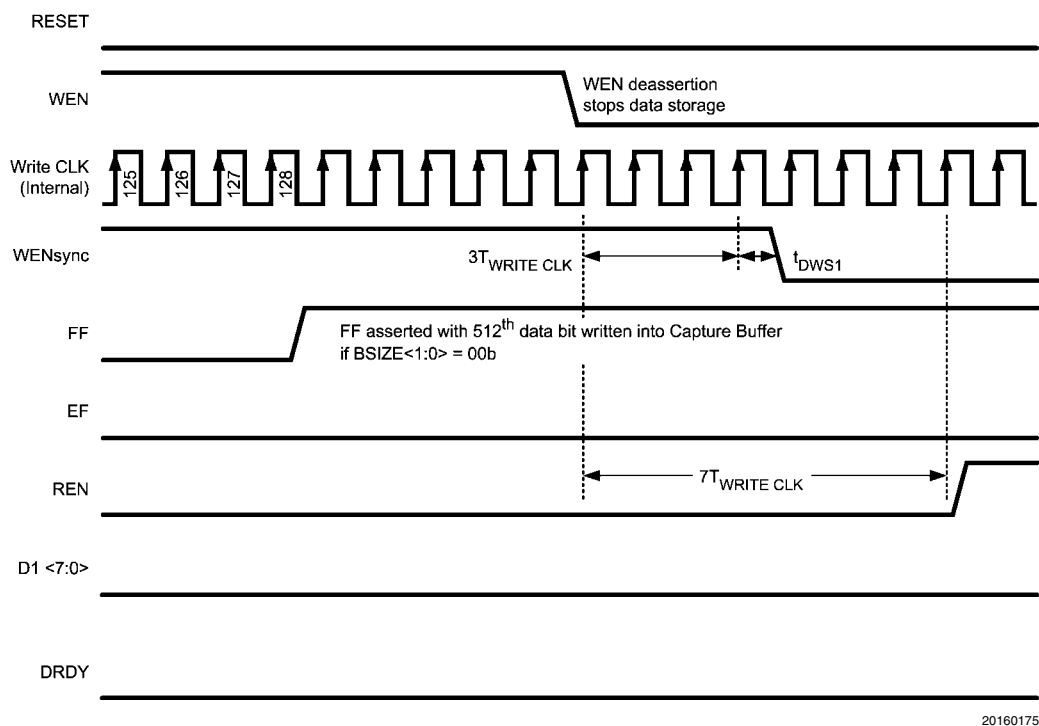 RESET
WEN
WEN deassertion
stops data storage
Write CLK
(Internal)
125
126
127
128
WENsync
3TWRITE CLK
tDWS1
FF
FF asserted with 512th data bit written into Capture Buffer
if BSIZE<1:0> = 00b
EF
REN
7TWRITE CLK
D1 <7:0>
DRDY
20160175